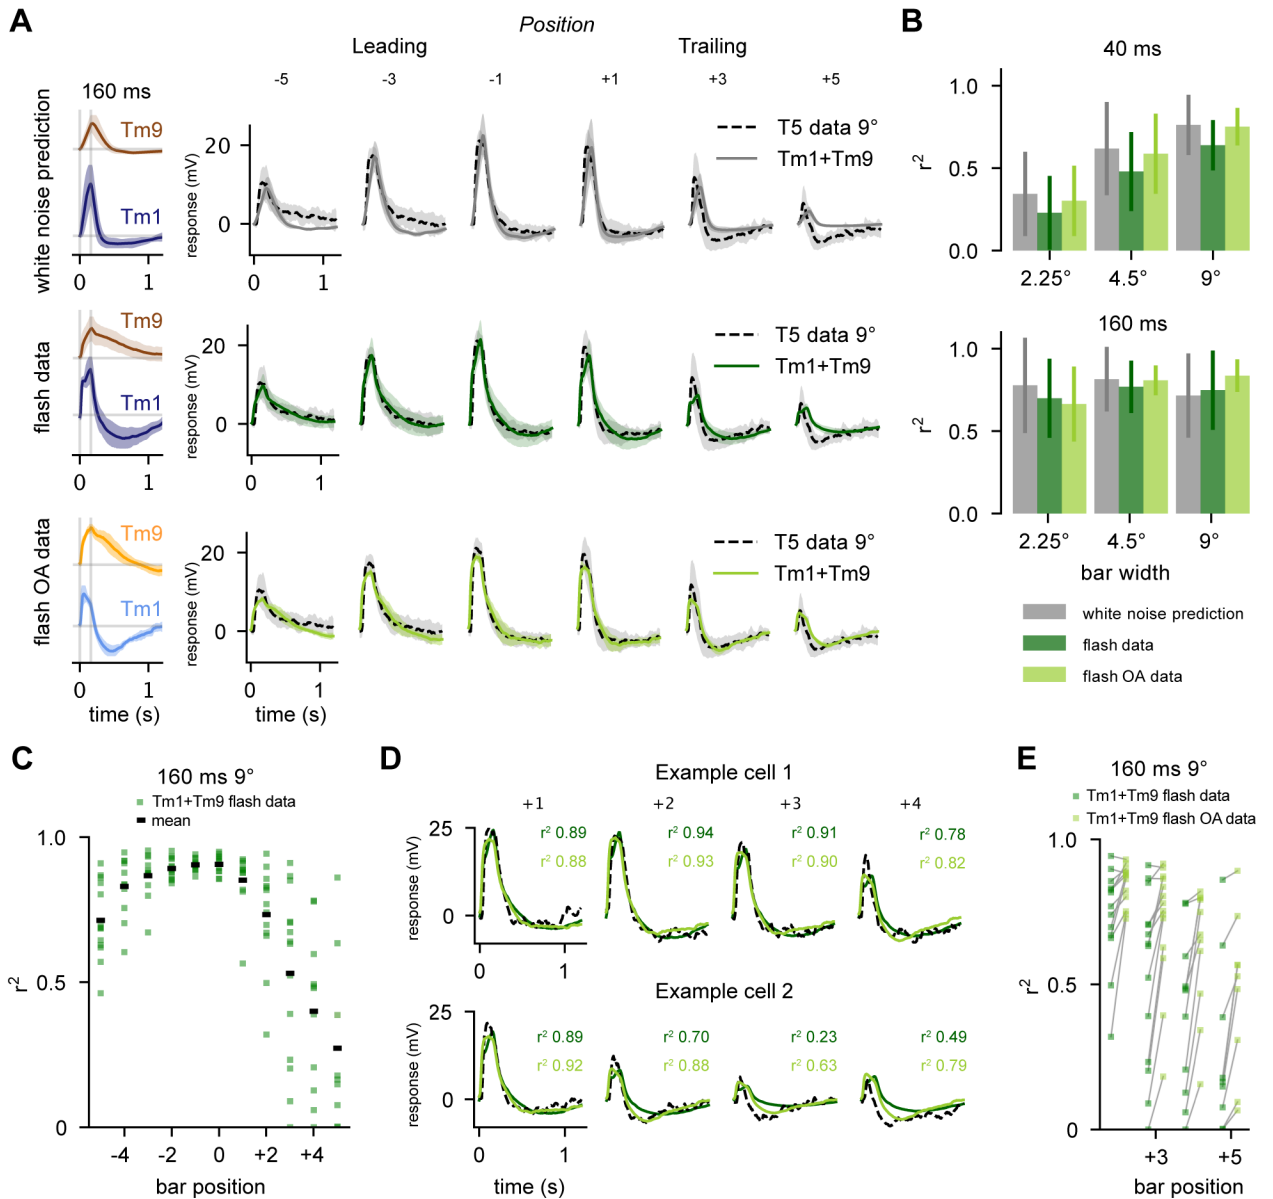 A
Position
Leading
Trailing
-5
-3
-1
+1
+3
+5
160 ms
white noise prediction
Tm9
Tm1
0
1
response (mV)
20
0
0
1
T5 data 9°
Tm1+Tm9
flash data
Tm9
Tm1
0
1
response (mV)
20
0
0
1
T5 data 9°
Tm1+Tm9
flash OA data
Tm9
Tm1
0
1
time (s)
response (mV)
20
0
0
1
time (s)
T5 data 9°
Tm1+Tm9
B
40 ms
r²
1.0
0.5
0.0
2.25°
4.5°
9°
160 ms
r²
1.0
0.5
0.0
2.25°
4.5°
9°
bar width
white noise prediction
flash data
flash OA data
C
160 ms 9°
Tm1+Tm9 flash data
mean
r²
1.0
0.5
0
-4
-2
0
+2
+4
bar position
D
Example cell 1
+1
+2
+3
+4
response (mV)
25
0
r² 0.89
r² 0.88
r² 0.94
r² 0.93
r² 0.91
r² 0.90
r² 0.78
r² 0.82
0
1
Example cell 2
response (mV)
25
0
r² 0.89
r² 0.92
r² 0.70
r² 0.88
r² 0.23
r² 0.63
r² 0.49
r² 0.79
0
1
time (s)
E
160 ms 9°
Tm1+Tm9 flash data
Tm1+Tm9 flash OA data
r²
1.0
0.5
0
+3
+5
bar position